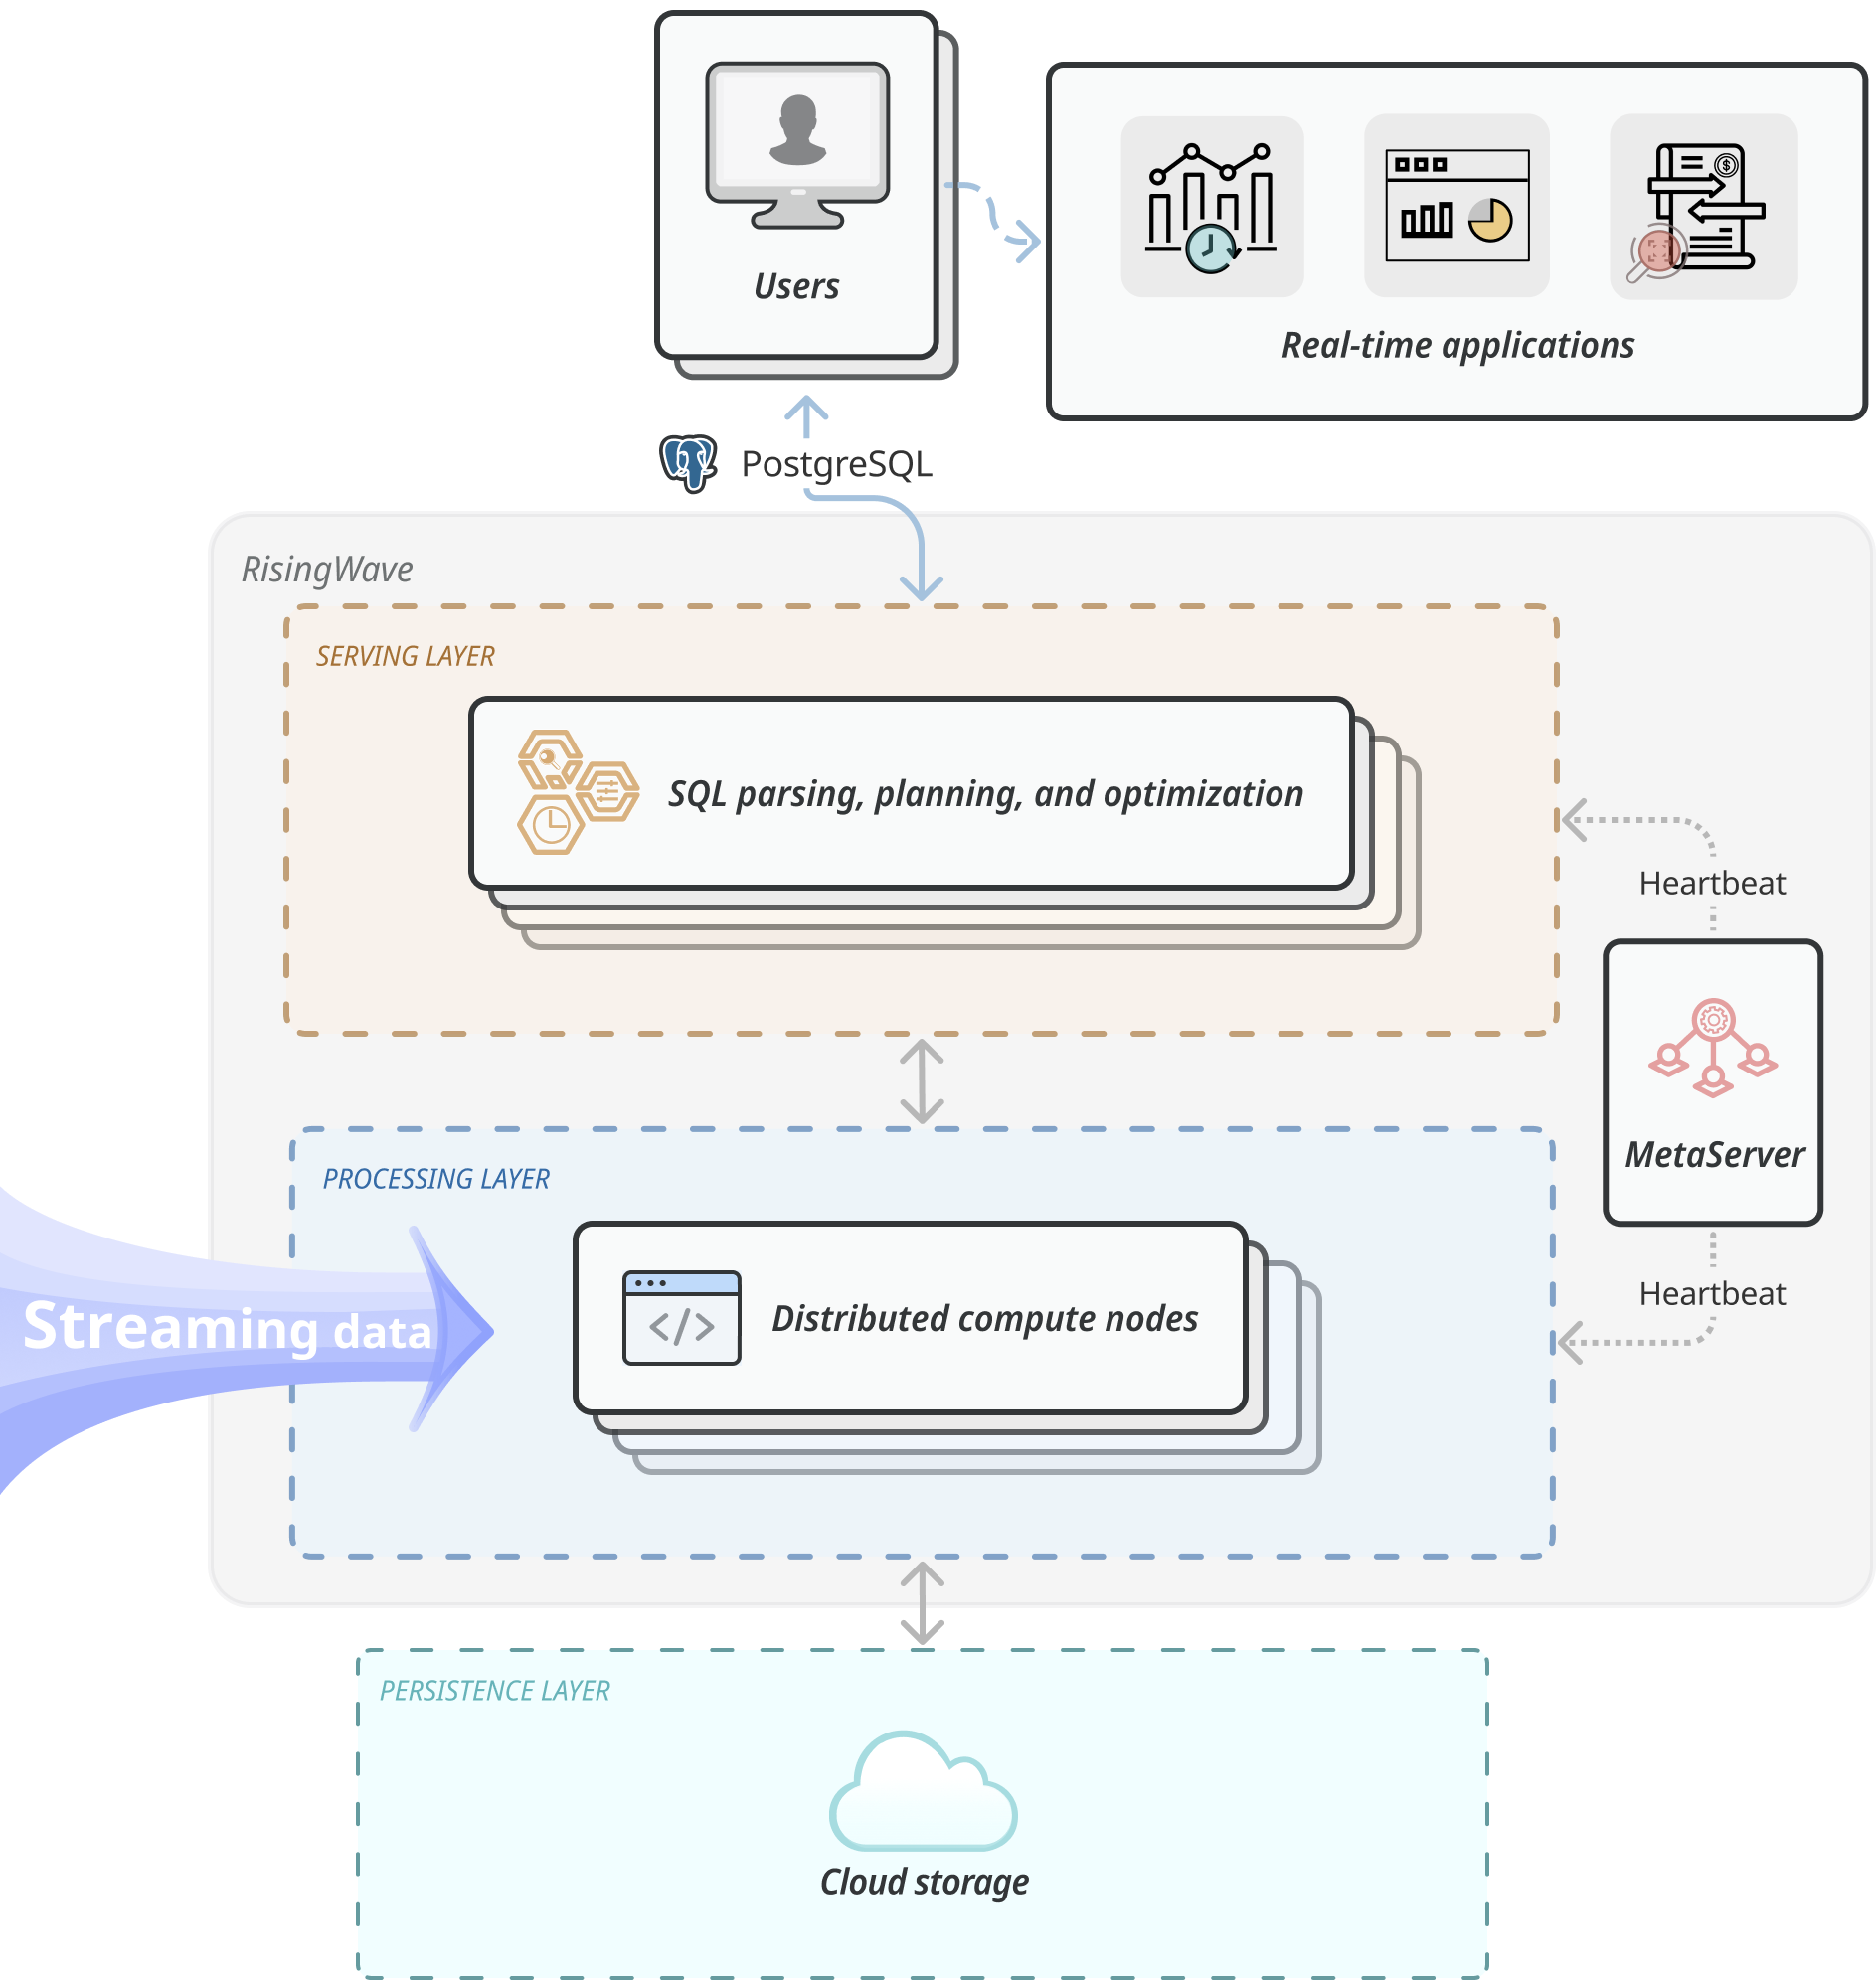 Users
Real-time applications
PostgreSQL
RisingWave
SERVING LAYER
SQL parsing, planning, and optimization
Heartbeat
MetaServer
PROCESSING LAYER
Heartbeat
Streaming data
Distributed compute nodes
PERSISTENCE LAYER
Cloud storage